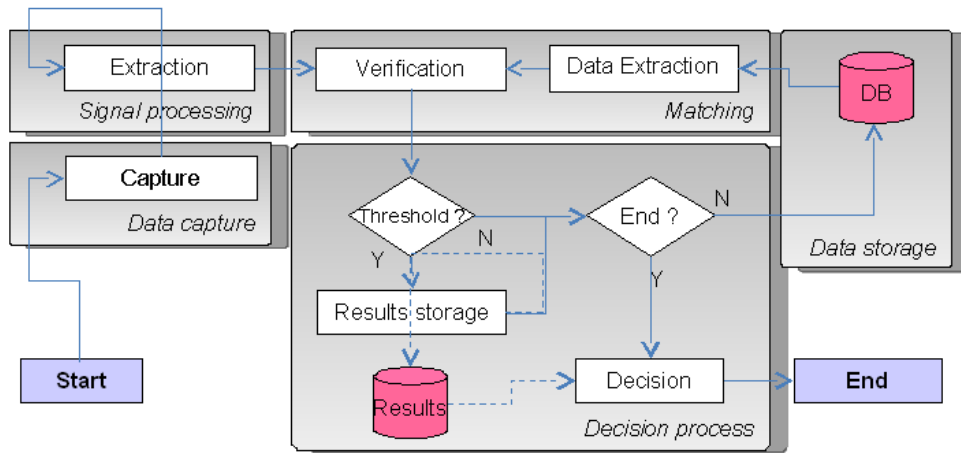 Extraction
Verification
Data Extraction
DB
Signal processing
Matching
Capture
Data capture
Threshold ?
N
Y
End ?
N
Y
Data storage
Results storage
Start
Results
Decision
End
Decision process